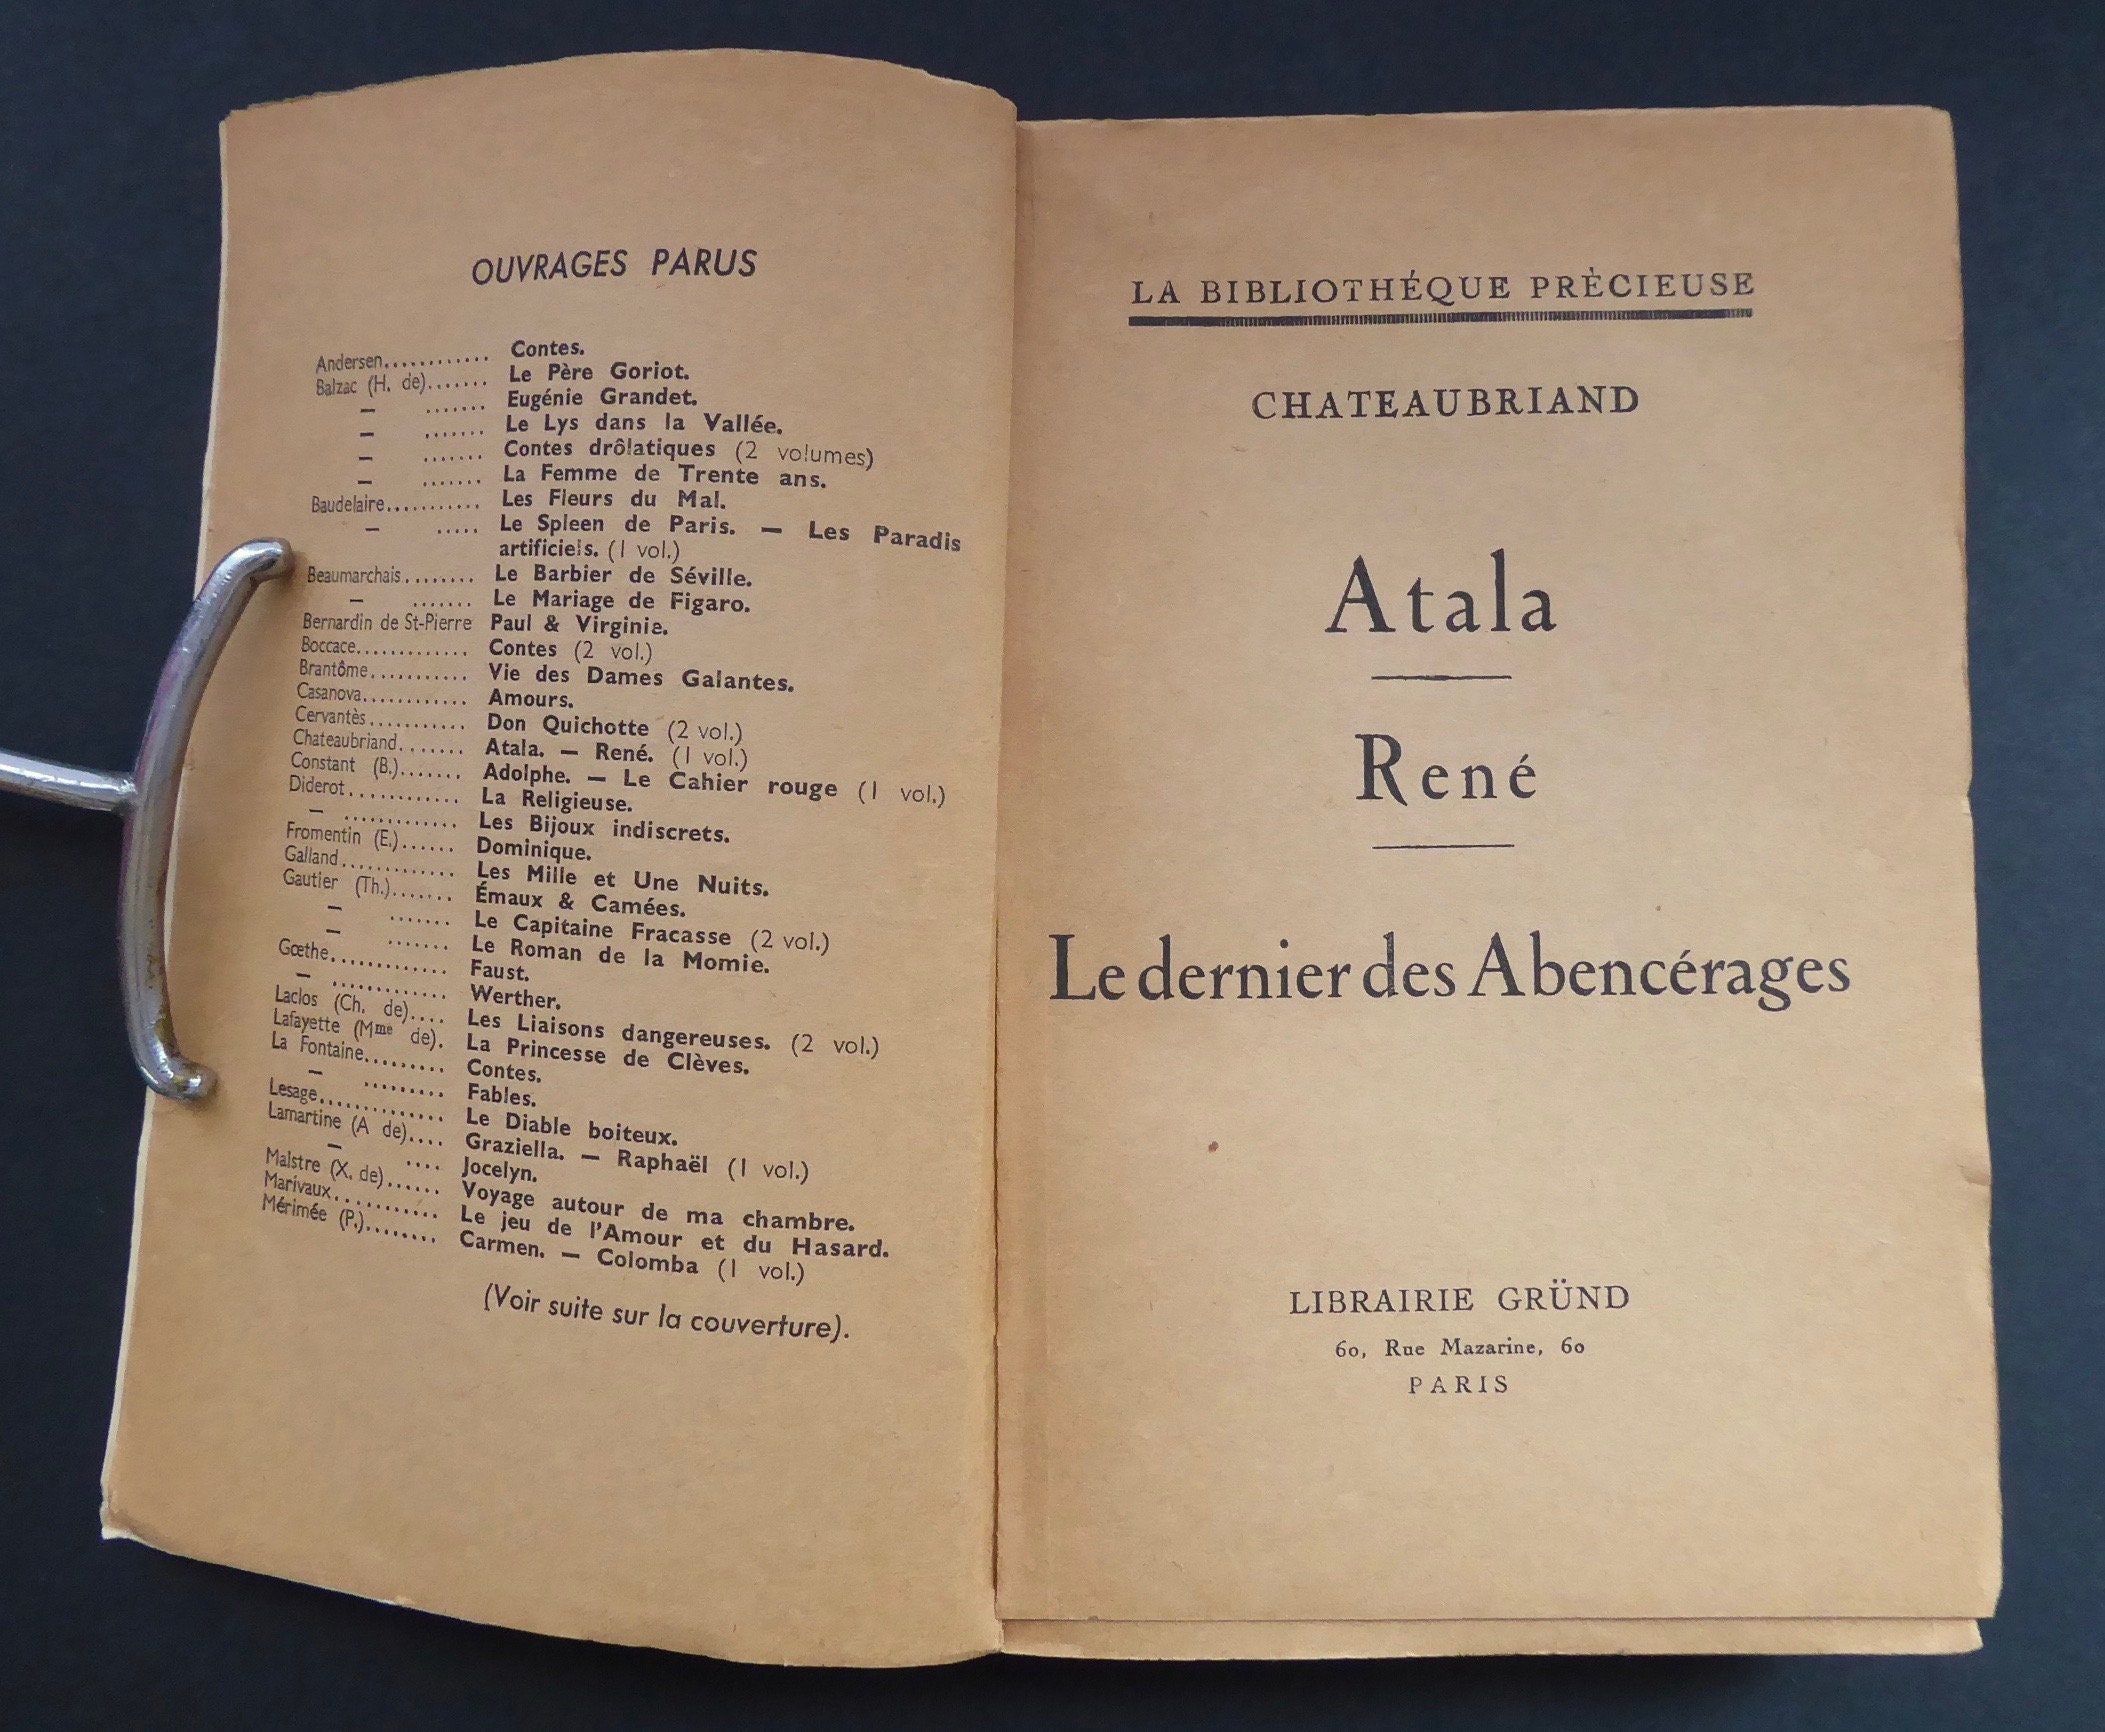 OUVRAGES PARUS
Andersen............ Contes.
Balzac (H. de)....... Le Père Goriot.
— ....... Eugénie Grandet.
— ....... Le Lys dans la Vallée.
— ....... Contes drôlatiques (2 volumes)
— ....... La Femme de Trente ans.
Baudelaire........... Les Fleurs du Mal.
— ..... Le Spleen de Paris. — Les Paradis
artificiels. (1 vol.)
Beaumarchais........ Le Barbier de Séville.
— ....... Le Mariage de Figaro.
Bernardin de St-Pierre Paul & Virginie.
Boccace............. Contes (2 vol.)
Brantôme........... Vie des Dames Galantes.
Casanova............ Amours.
Cervantès........... Don Quichotte (2 vol.)
Chateaubriand....... Atala. — René. (1 vol.)
Constant (B.)....... Adolphe. — Le Cahier rouge (1 vol.)
Diderot............ La Religieuse.
— ............. Les Bijoux indiscrets.
Fromentin (E.)...... Dominique.
Galland............. Les Mille et Une Nuits.
Gautier (Th.)....... Émaux & Camées.
— ....... Le Capitaine Fracasse (2 vol.)
— ....... Le Roman de la Momie.
Gœthe............. Faust.
— ............. Werther.
Laclos (Ch. de).... Les Liaisons dangereuses. (2 vol.)
Lafayette (Mme de). La Princesse de Clèves.
La Fontaine......... Contes.
— ......... Fables.
Lesage.............. Le Diable boiteux.
Lamartine (A de).... Graziella. — Raphaël (1 vol.)
— .... Jocelyn.
Maistre (X. de)...... Voyage autour de ma chambre.
Marivaux............ Le jeu de l'Amour et du Hasard.
Mérimée (P.)........ Carmen. — Colomba (1 vol.)
(Voir suite sur la couverture).
LA BIBLIOTHÉQUE PRÈCIEUSE
CHATEAUBRIAND
Atala
René
Le dernier des Abencérages
LIBRAIRIE GRÜND
60, Rue Mazarine, 60
PARIS